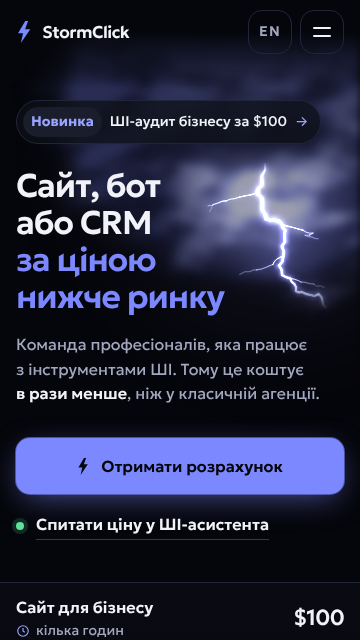 StormClick
EN
Новинка ШІ-аудит бізнесу за $100 →
Сайт, бот
або CRM
за ціною
нижче ринку
Команда професіоналів, яка працює
з інструментами ШІ. Тому це коштує
в рази менше, ніж у класичній агенції.
Отримати розрахунок
Спитати ціну у ШІ-асистента
Сайт для бізнесу
$100
кілька годин